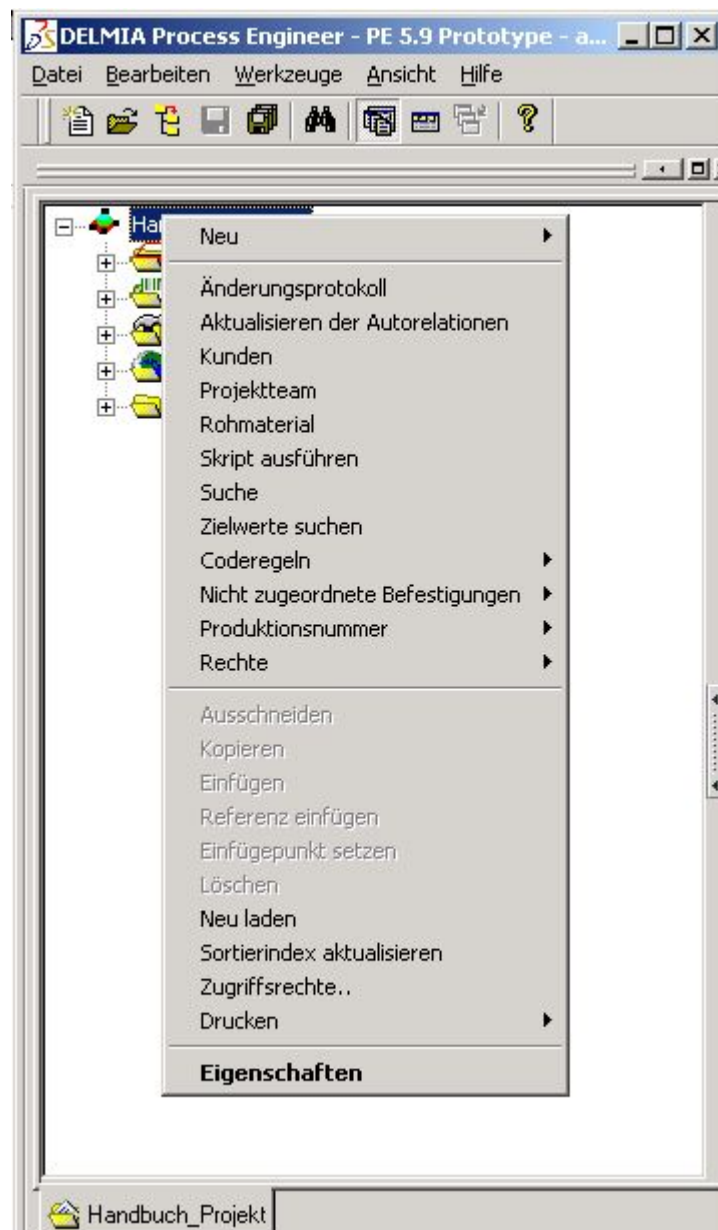 DELMIA Process Engineer - PE 5.9 Prototype - a...
Datei Bearbeiten Werkzeuge Ansicht Hilfe
Neu
Änderungsprotokoll
Aktualisieren der Autorelationen
Kunden
Projektteam
Rohmaterial
Skript ausführen
Suche
Zielwerte suchen
Coderegeln
Nicht zugeordnete Befestigungen
Produktionsnummer
Rechte
Ausschneiden
Kopieren
Einfügen
Referenz einfügen
Einfügepunkt setzen
Löschen
Neu laden
Sortierindex aktualisieren
Zugriffsrechte..
Drucken
Eigenschaften
Handbuch_Projekt